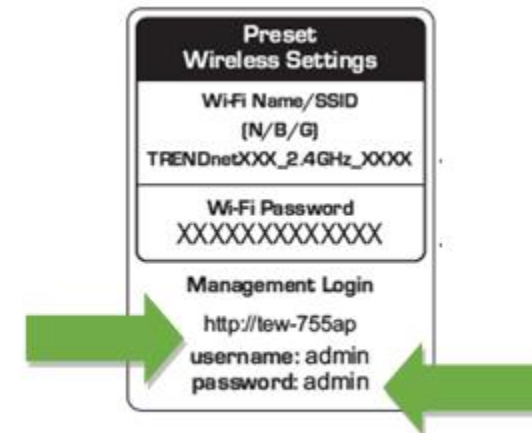 Preset
Wireless Settings
Wi-Fi Name/SSID
(N/B/G)
TRENDnetXXX_2.4GHz_XXXX
Wi-Fi Password
XXXXXXXXXXXXX
Management Login
http://tew-755ap
username: admin
password: admin